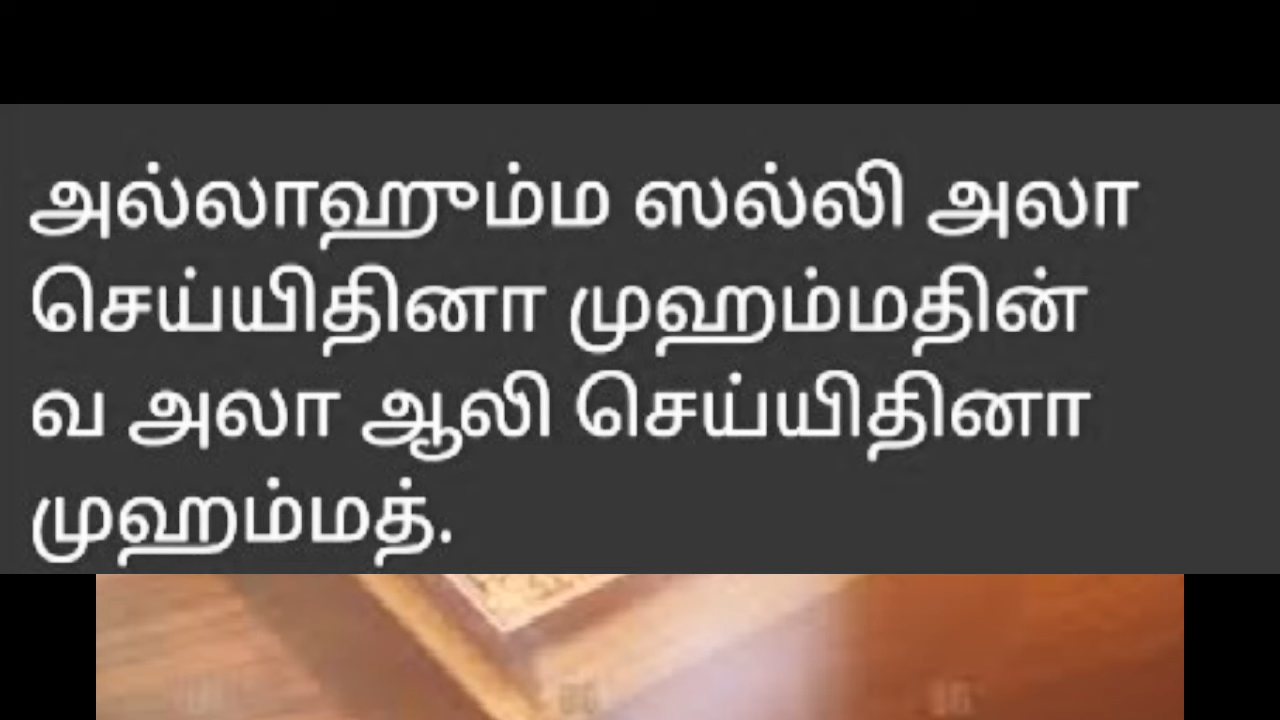 அல்லாஹும்ம ஸல்லி அலா
செய்யிதினா முஹம்மதின்
வ அலா ஆலி செய்யிதினா
முஹம்மத்.